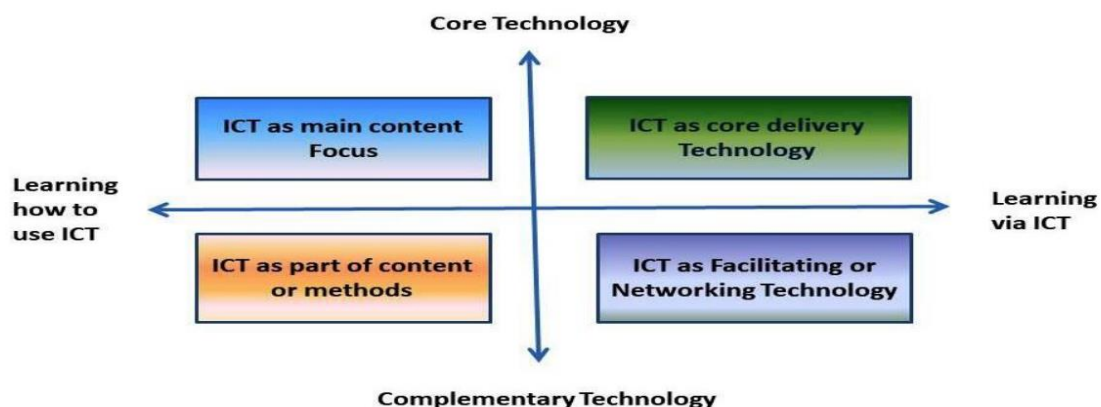 Core Technology
ICT as main content
Focus
ICT as core delivery
Technology
Learning
how to
use ICT
Learning
via ICT
ICT as part of content
or methods
ICT as Facilitating or
Networking Technology
Complementary Technology